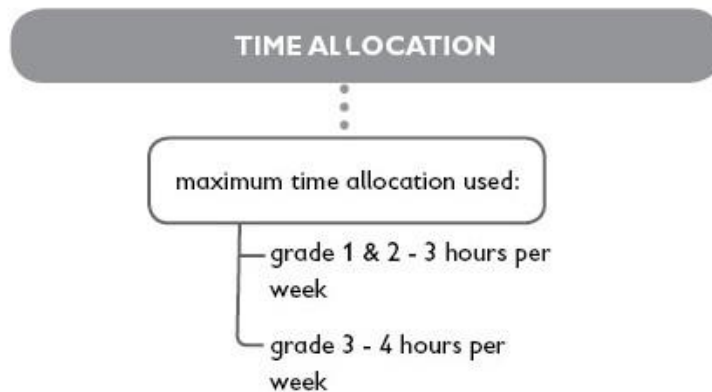 TIME ALLOCATION
maximum time allocation used:
grade 1 & 2 - 3 hours per
week
grade 3 - 4 hours per
week